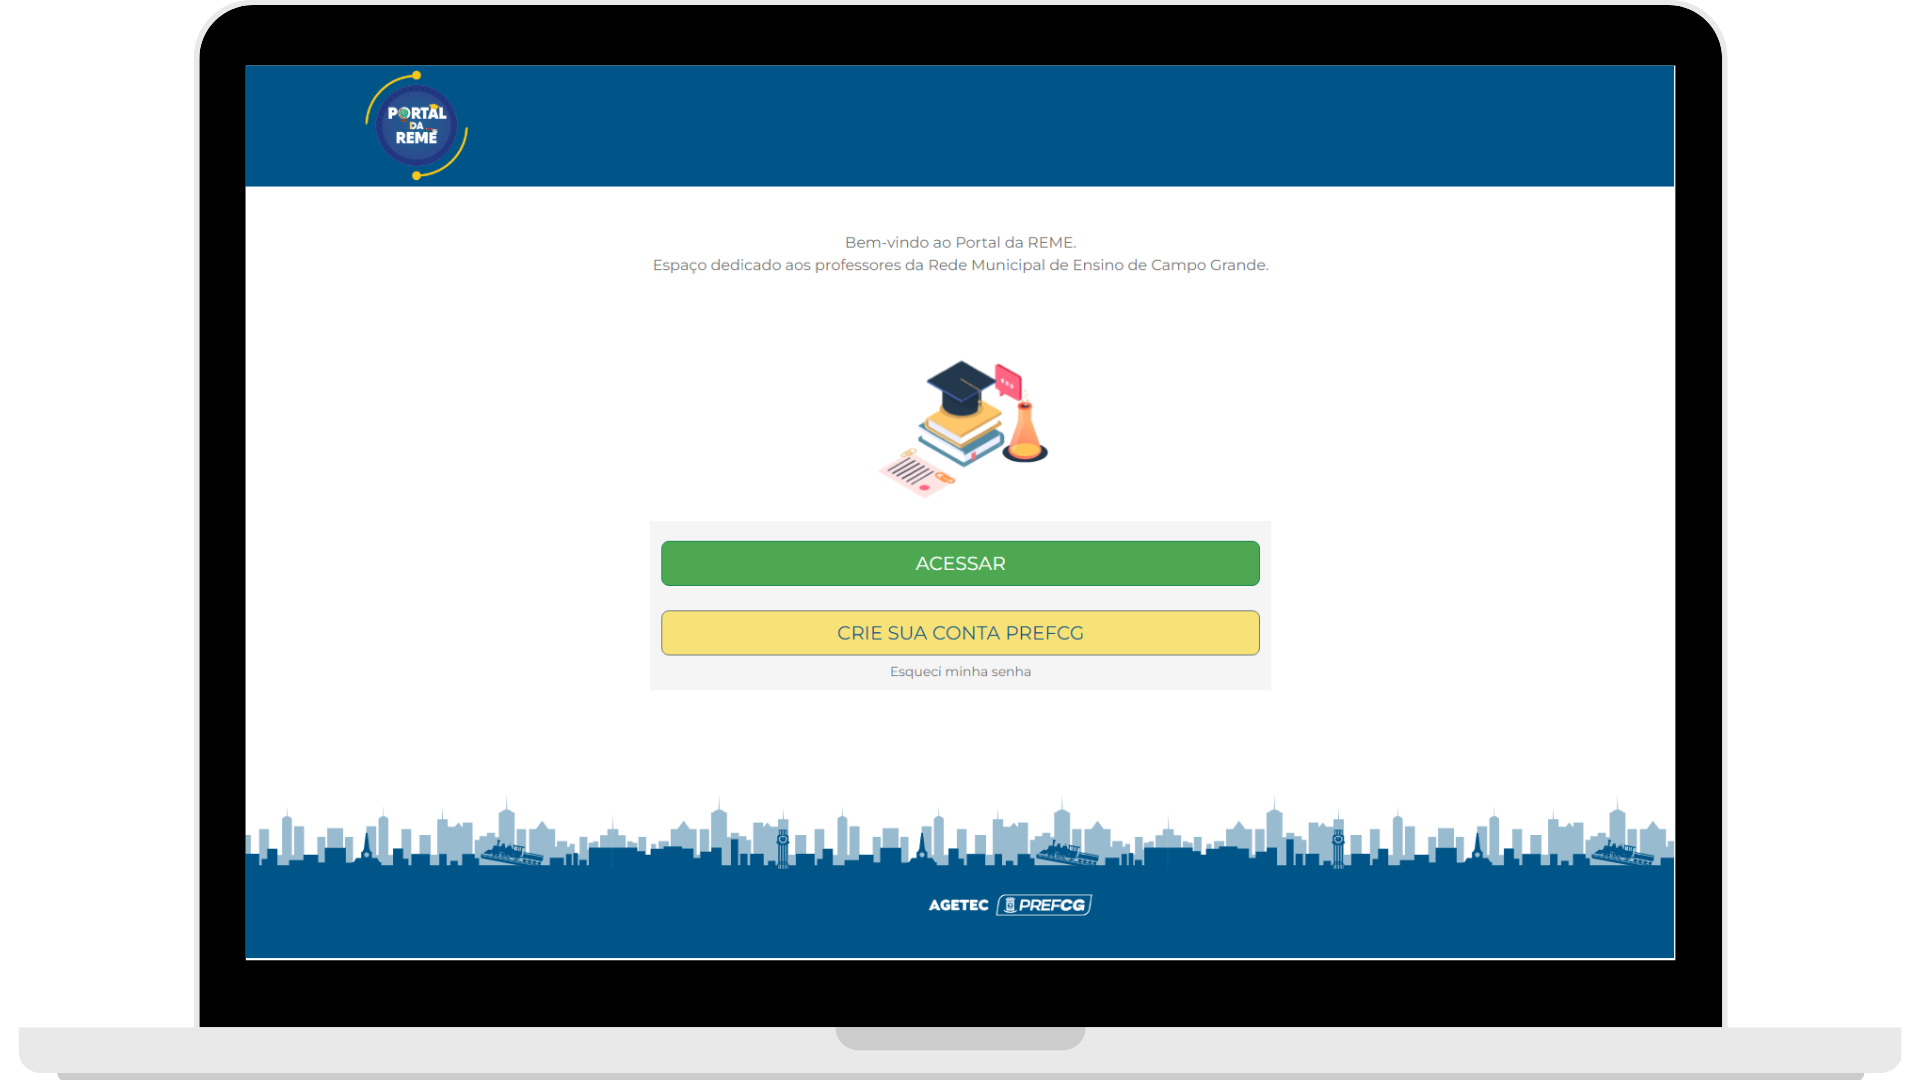 PORTAL
DA
REME
Bem-vindo ao Portal da REME.
Espaço dedicado aos professores da Rede Municipal de Ensino de Campo Grande.
ACESSAR
CRIE SUA CONTA PREFCG
Esqueci minha senha
AGETEC PREFCG